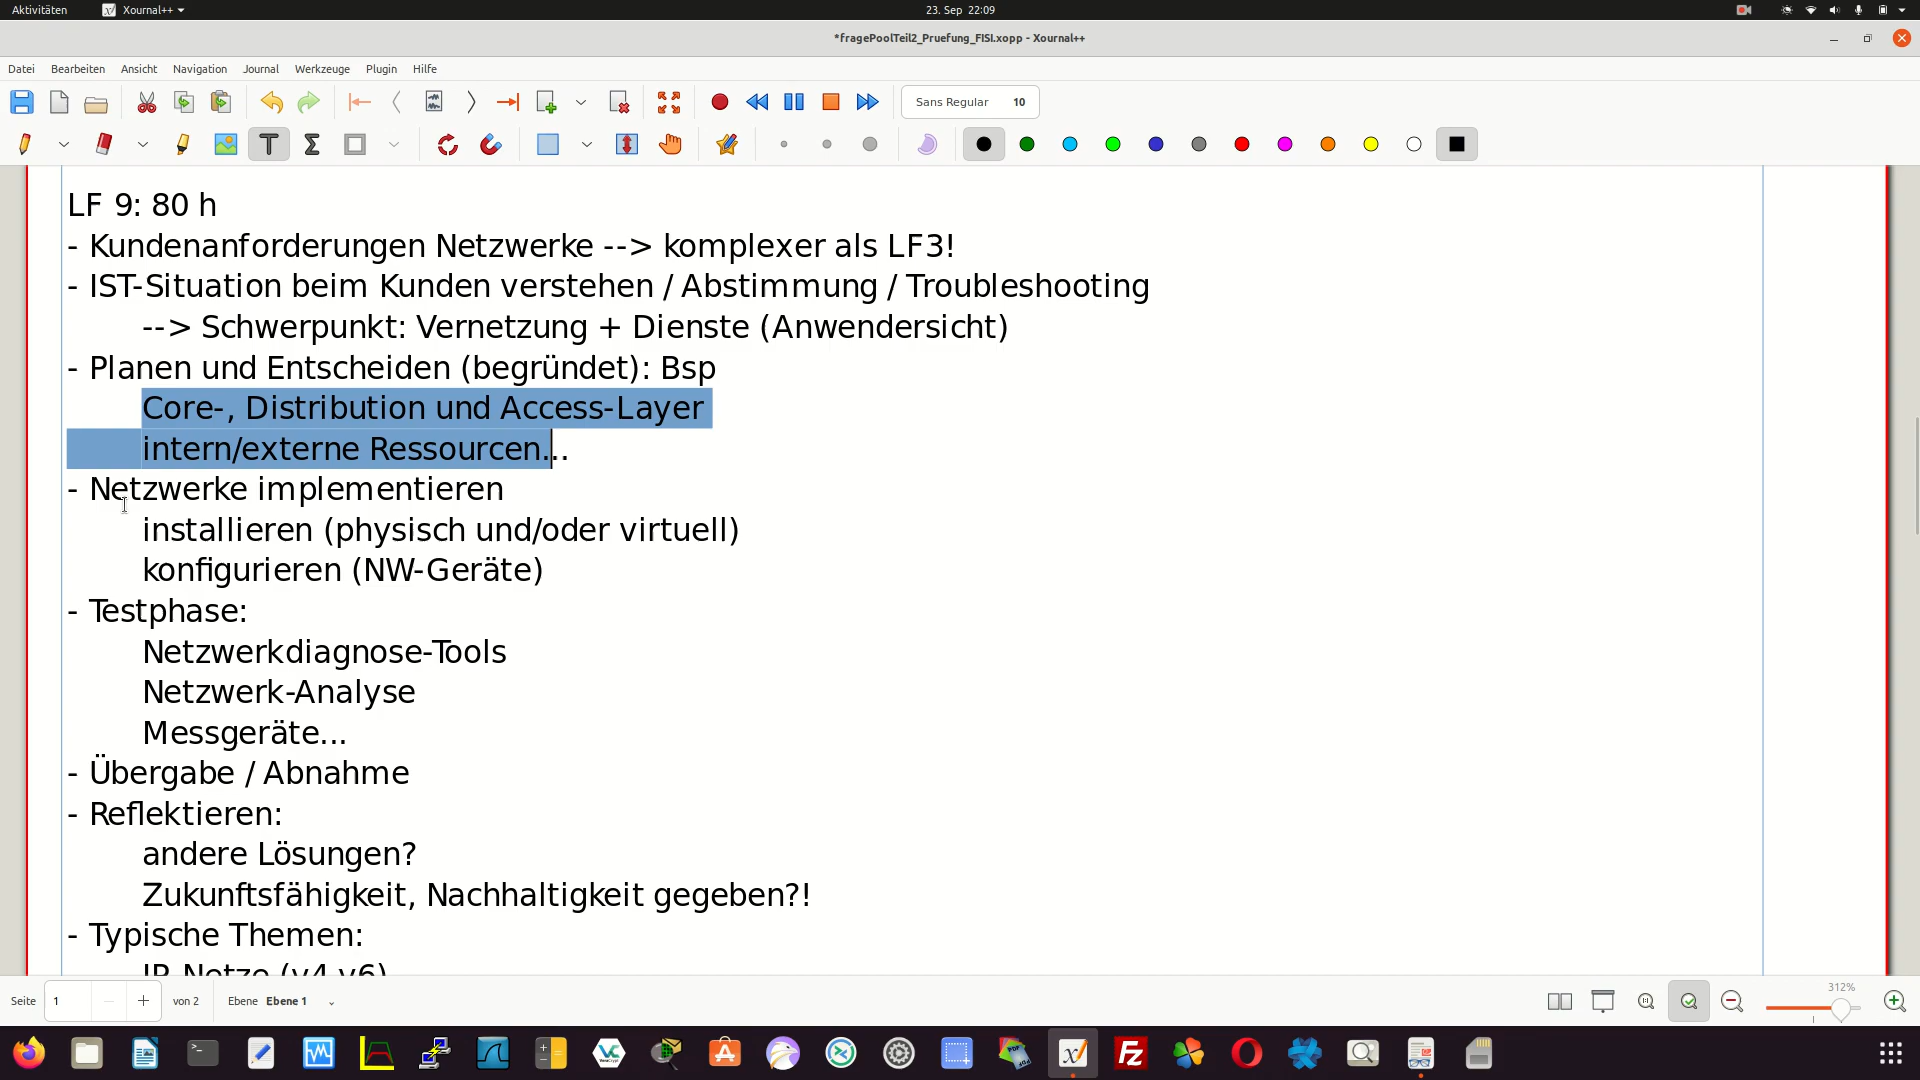 Aktivitäten
Xournal++
23. Sep 22:09
*fragePoolTeil2_Pruefung_FISI.xopp - Xournal++
Datei Bearbeiten Ansicht Navigation Journal Werkzeuge Plugin Hilfe
Sans Regular 10
LF 9: 80 h
- Kundenanforderungen Netzwerke --> komplexer als LF3!
- IST-Situation beim Kunden verstehen / Abstimmung / Troubleshooting
--> Schwerpunkt: Vernetzung + Dienste (Anwendersicht)
- Planen und Entscheiden (begründet): Bsp
Core-, Distribution und Access-Layer
intern/externe Ressourcen...
- Netzwerke implementieren
installieren (physisch und/oder virtuell)
konfigurieren (NW-Geräte)
- Testphase:
Netzwerkdiagnose-Tools
Netzwerk-Analyse
Messgeräte...
- Übergabe / Abnahme
- Reflektieren:
andere Lösungen?
Zukunftsfähigkeit, Nachhaltigkeit gegeben?!
- Typische Themen:
IP-Netze (v4,v6)
Seite 1 von 2 Ebene Ebene 1
312%